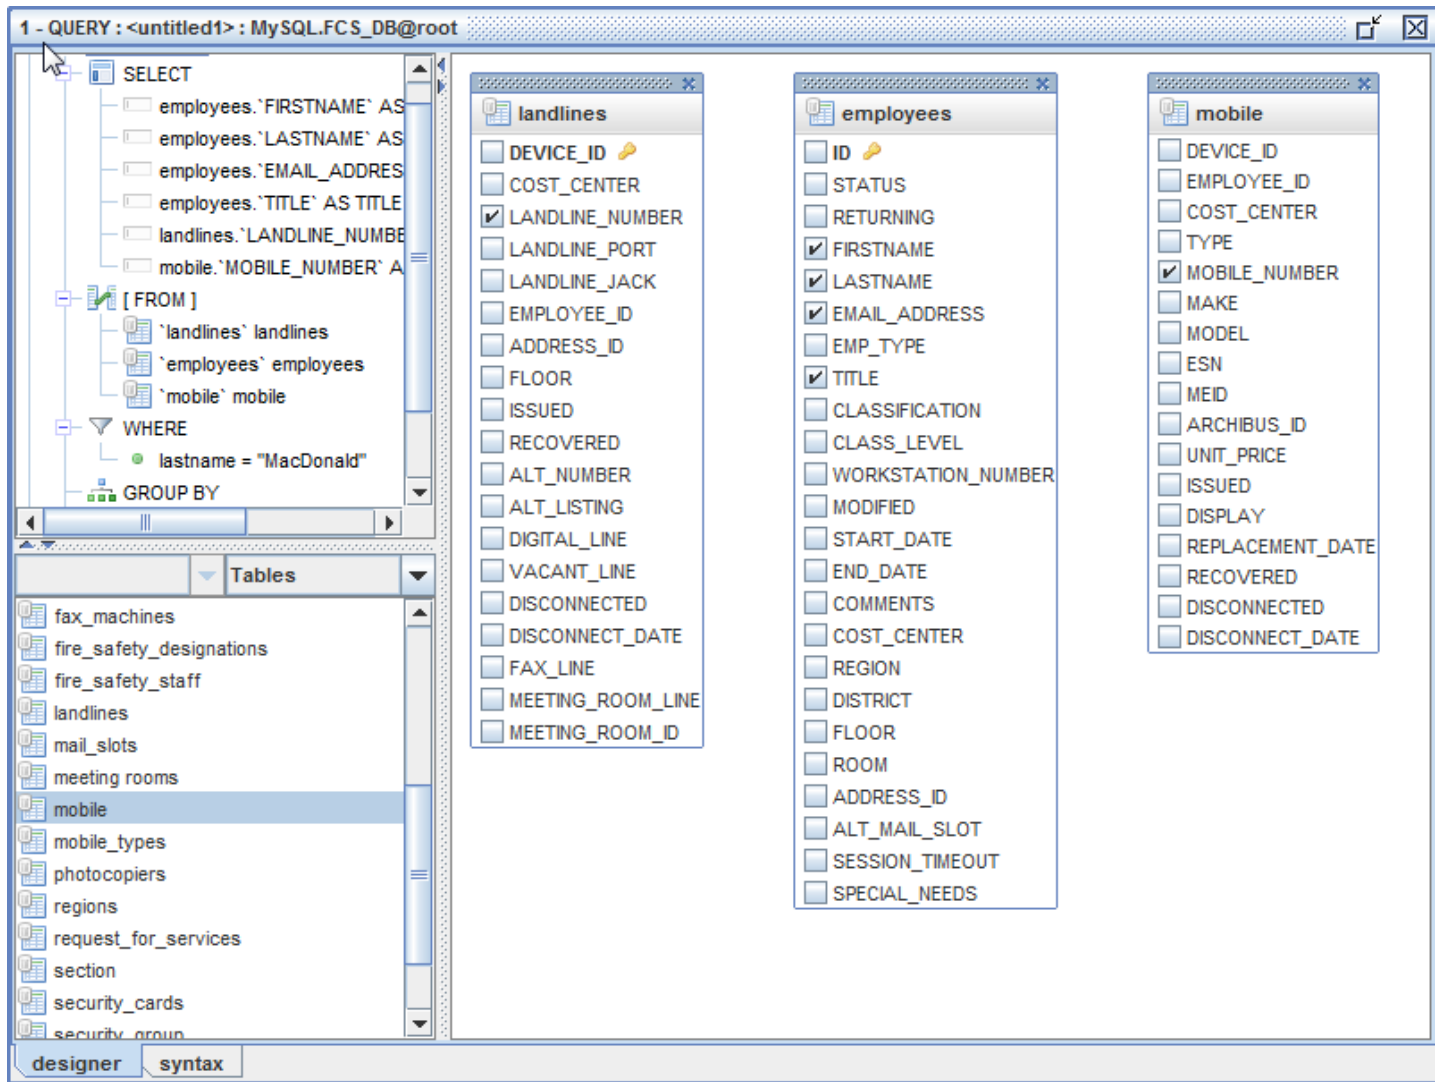 1 - QUERY : <untitled1> : MySQL.FCS_DB@root
SELECT
employees.`FIRSTNAME` AS
employees.`LASTNAME` AS
employees.`EMAIL_ADDRES
employees.`TITLE` AS TITLE
landlines.`LANDLINE_NUMBE
mobile.`MOBILE_NUMBER` A
[ FROM ]
`landlines` landlines
`employees` employees
`mobile` mobile
WHERE
lastname = "MacDonald"
GROUP BY
Tables
fax_machines
fire_safety_designations
fire_safety_staff
landlines
mail_slots
meeting rooms
mobile
mobile_types
photocopiers
regions
request_for_services
section
security_cards
security_group
designer
syntax
landlines
DEVICE_ID
COST_CENTER
LANDLINE_NUMBER
LANDLINE_PORT
LANDLINE_JACK
EMPLOYEE_ID
ADDRESS_ID
FLOOR
ISSUED
RECOVERED
ALT_NUMBER
ALT_LISTING
DIGITAL_LINE
VACANT_LINE
DISCONNECTED
DISCONNECT_DATE
FAX_LINE
MEETING_ROOM_LINE
MEETING_ROOM_ID
employees
ID
STATUS
RETURNING
FIRSTNAME
LASTNAME
EMAIL_ADDRESS
EMP_TYPE
TITLE
CLASSIFICATION
CLASS_LEVEL
WORKSTATION_NUMBER
MODIFIED
START_DATE
END_DATE
COMMENTS
COST_CENTER
REGION
DISTRICT
FLOOR
ROOM
ADDRESS_ID
ALT_MAIL_SLOT
SESSION_TIMEOUT
SPECIAL_NEEDS
mobile
DEVICE_ID
EMPLOYEE_ID
COST_CENTER
TYPE
MOBILE_NUMBER
MAKE
MODEL
ESN
MEID
ARCHIBUS_ID
UNIT_PRICE
ISSUED
DISPLAY
REPLACEMENT_DATE
RECOVERED
DISCONNECTED
DISCONNECT_DATE